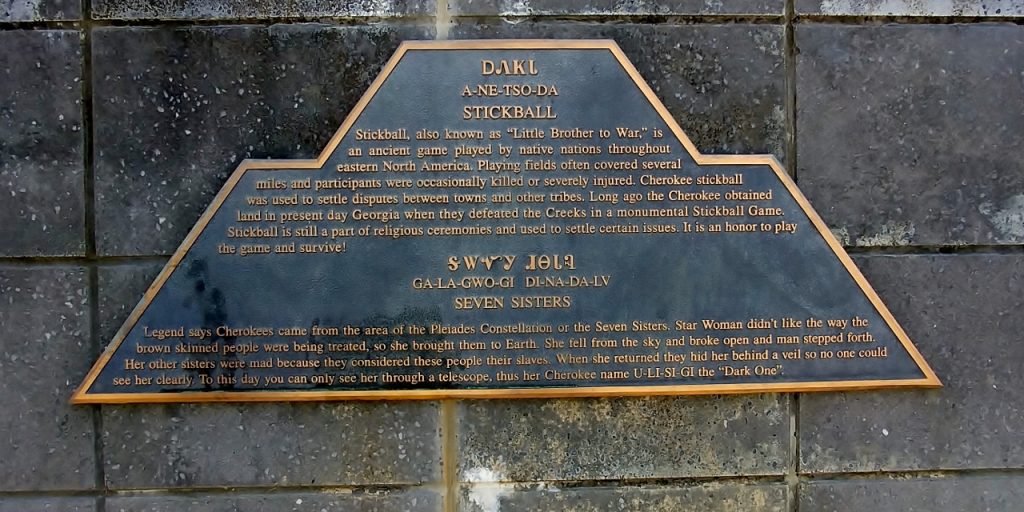 ᎠᏁᏦᏓ
A-NE-TSO-DA
STICKBALL
Stickball, also known as “Little Brother to War,” is
an ancient game played by native nations throughout
eastern North America. Playing fields often covered several
miles and participants were occasionally killed or severely injured. Cherokee stickball
was used to settle disputes between towns and other tribes. Long ago the Cherokee obtained
land in present day Georgia when they defeated the Creeks in a monumental Stickball Game.
Stickball is still a part of religious ceremonies and used to settle certain issues. It is an honor to play
the game and survive!
GA-LA-GWO-GI DI-NA-DA-LV
SEVEN SISTERS
Legend says Cherokees came from the area of the Pleiades Constellation or the Seven Sisters. Star Woman didn’t like the way the
brown skinned people were being treated, so she brought them to Earth. She fell from the sky and broke open and man stepped forth.
Her other sisters were mad because they considered these people their slaves. When she returned they hid her behind a veil so no one could
see her clearly. To this day you can only see her through a telescope, thus her Cherokee name U-LI-SI-GI the “Dark One”.